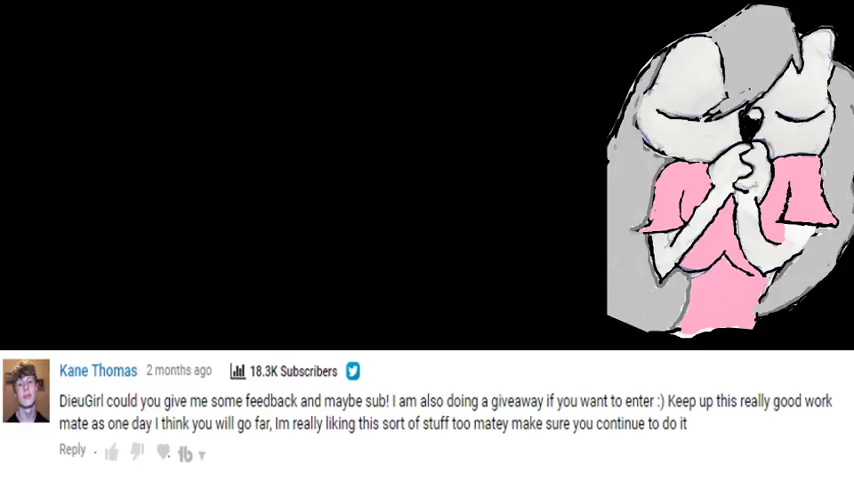 Kane Thomas 2 months ago 18.3K Subscribers
DieuGirl could you give me some feedback and maybe sub! I am also doing a giveaway if you want to enter :) Keep up this really good work
mate as one day I think you will go far, Im really liking this sort of stuff too matey make sure you continue to do it
Reply · tb